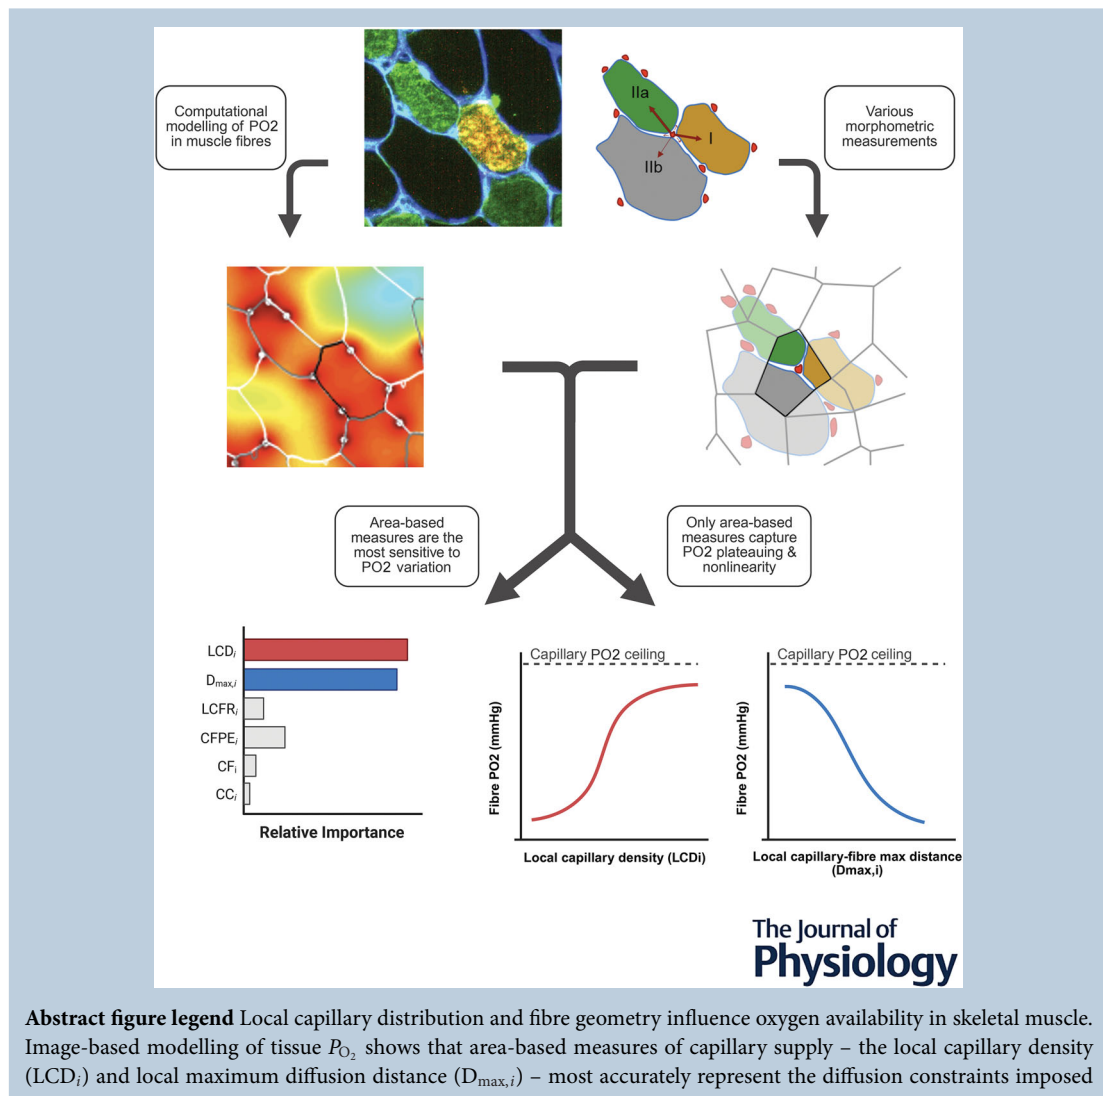 Computational
modelling of PO2
in muscle fibres
IIa
I
IIb
Various
morphometric
measurements
Area-based
measures are the
most sensitive to
PO2 variation
Only area-based
measures capture
PO2 plateauing &
nonlinearity
LCDi
Dmax,i
LCFRi
CFPEi
CFi
CCi
Relative Importance
Capillary PO2 ceiling
Fibre PO2 (mmHg)
Local capillary density (LCDi)
Capillary PO2 ceiling
Fibre PO2 (mmHg)
Local capillary-fibre max distance
(Dmax,i)
The Journal of
Physiology
Abstract figure legend Local capillary distribution and fibre geometry influence oxygen availability in skeletal muscle.
Image-based modelling of tissue PO2 shows that area-based measures of capillary supply – the local capillary density
(LCDi) and local maximum diffusion distance (Dmax,i) – most accurately represent the diffusion constraints imposed